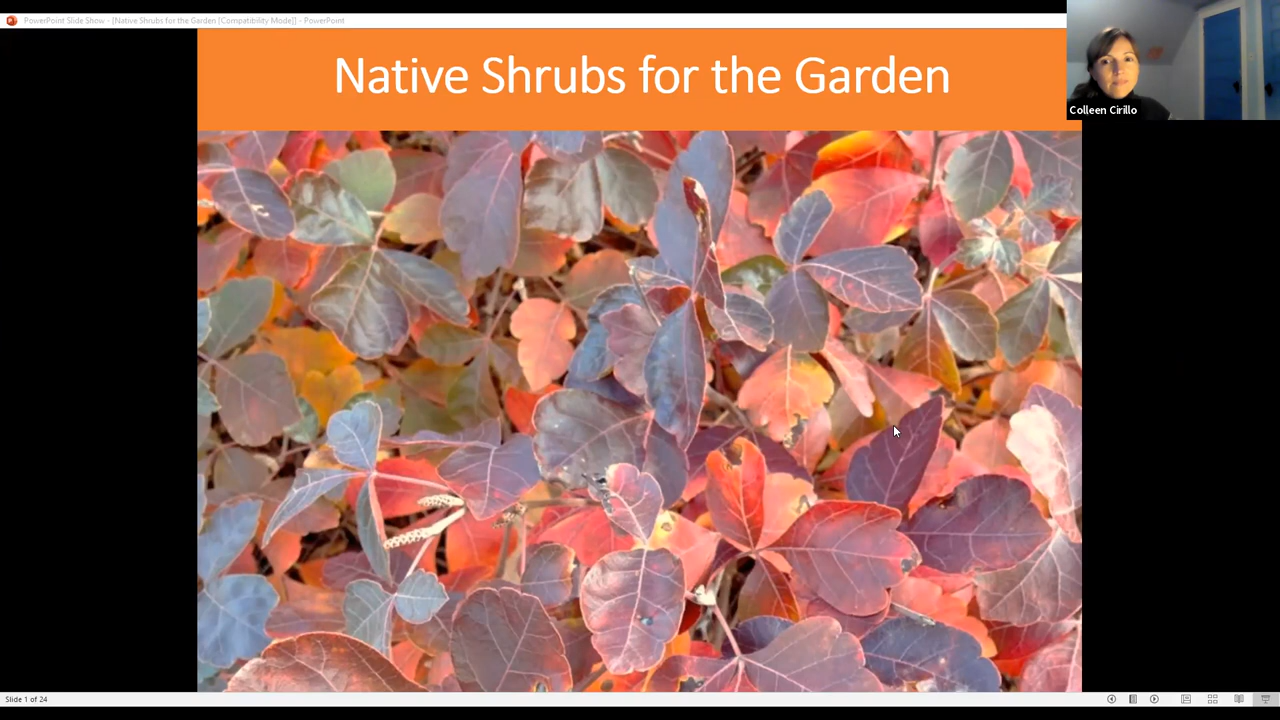 PowerPoint Slide Show - [Native Shrubs for the Garden [Compatibility Mode]] - PowerPoint
Native Shrubs for the Garden
Colleen Cirillo
Slide 1 of 24